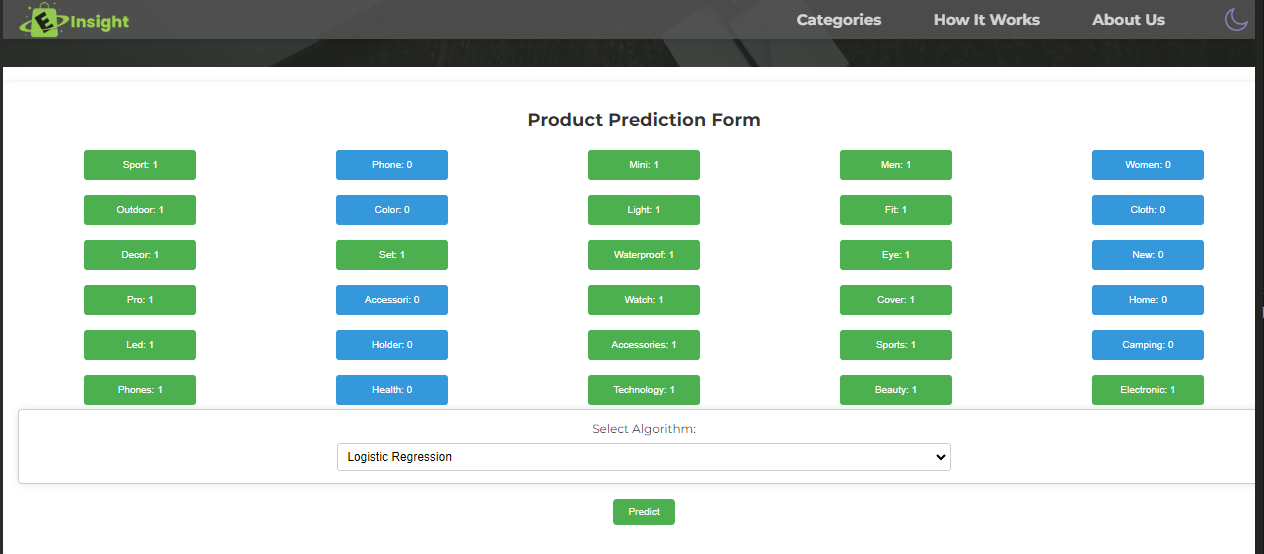 E Insight Categories How It Works About Us
Product Prediction Form
Sport: 1 Phone: 0 Mini: 1 Men: 1 Women: 0
Outdoor: 1 Color: 0 Light: 1 Fit: 1 Cloth: 0
Decor: 1 Set: 1 Waterproof: 1 Eye: 1 New: 0
Pro: 1 Accessori: 0 Watch: 1 Cover: 1 Home: 0
Led: 1 Holder: 0 Accessories: 1 Sports: 1 Camping: 0
Phones: 1 Health: 0 Technology: 1 Beauty: 1 Electronic: 1
Select Algorithm:
Logistic Regression
Predict